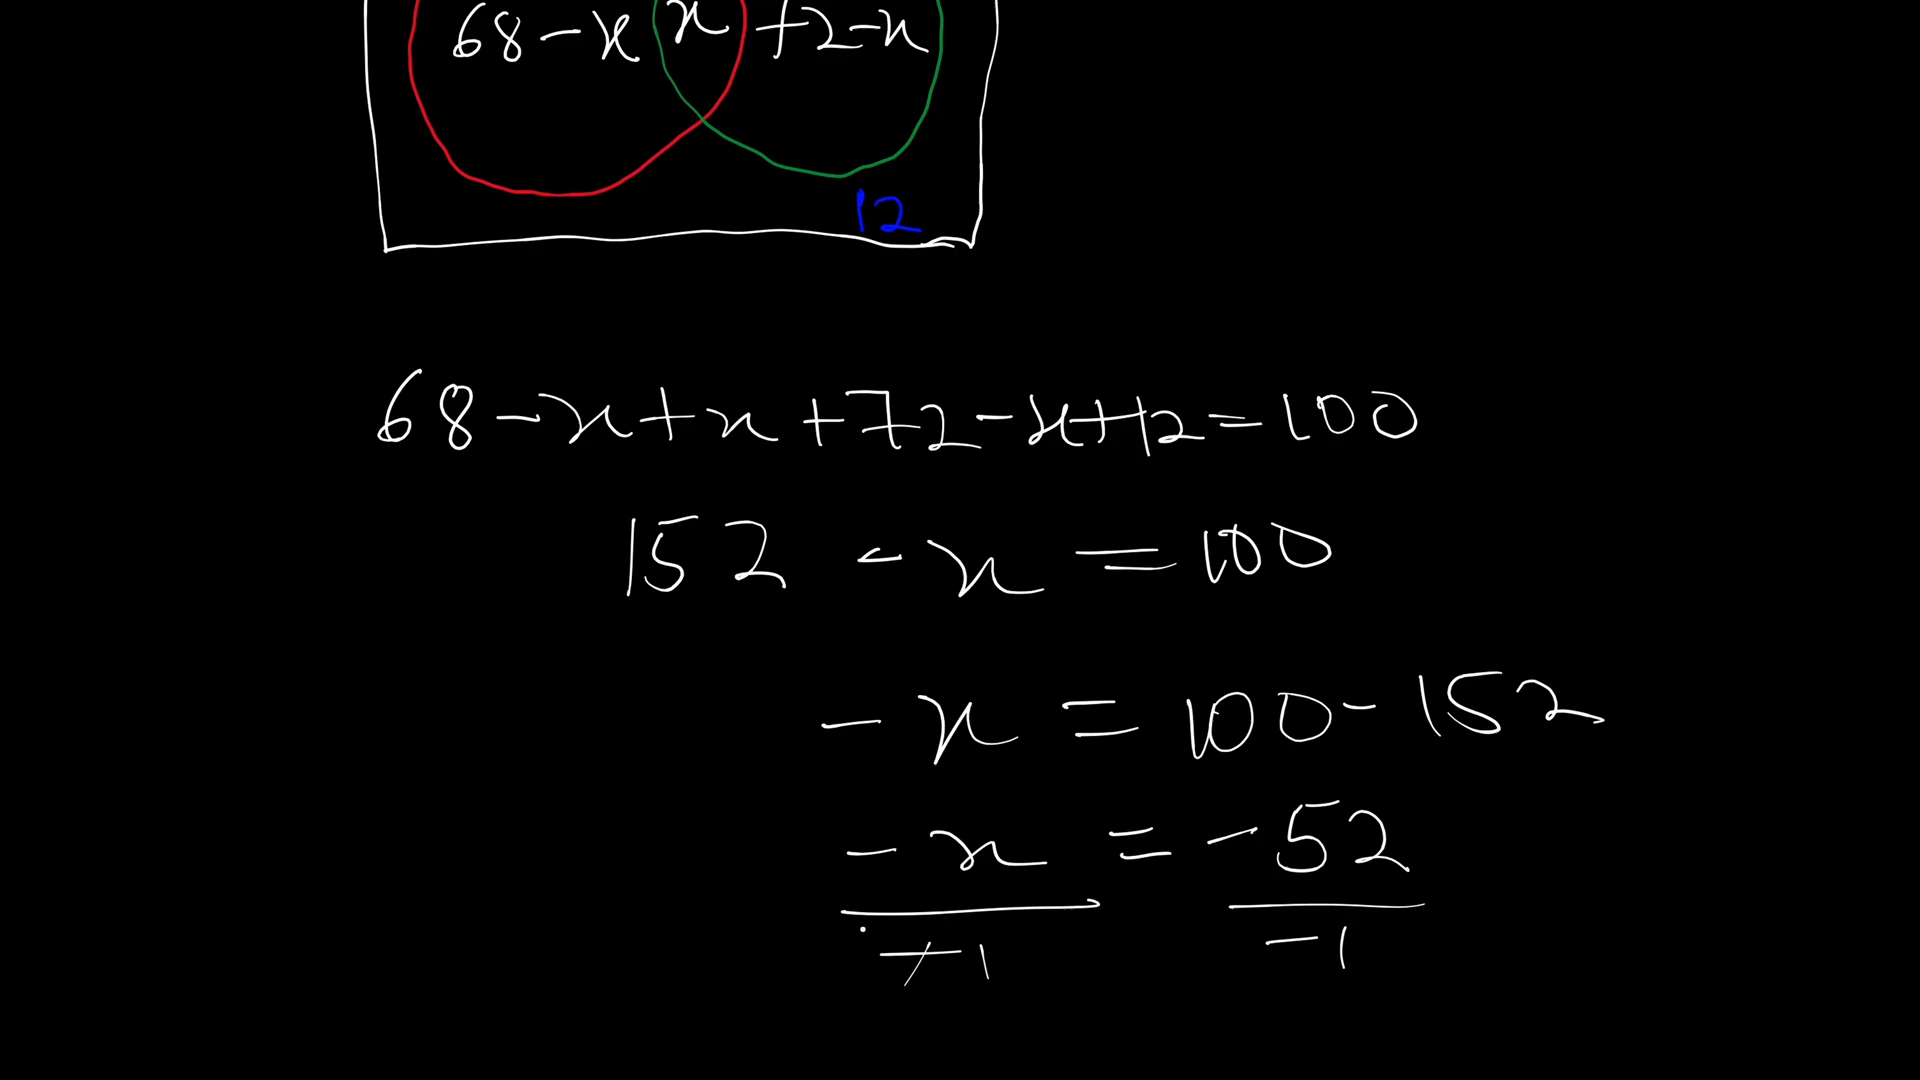 68-x x 72-x
12
68-x+x+72-x+12=100
152 - x = 100
-x = 100-152
-x = -52
-1 -1